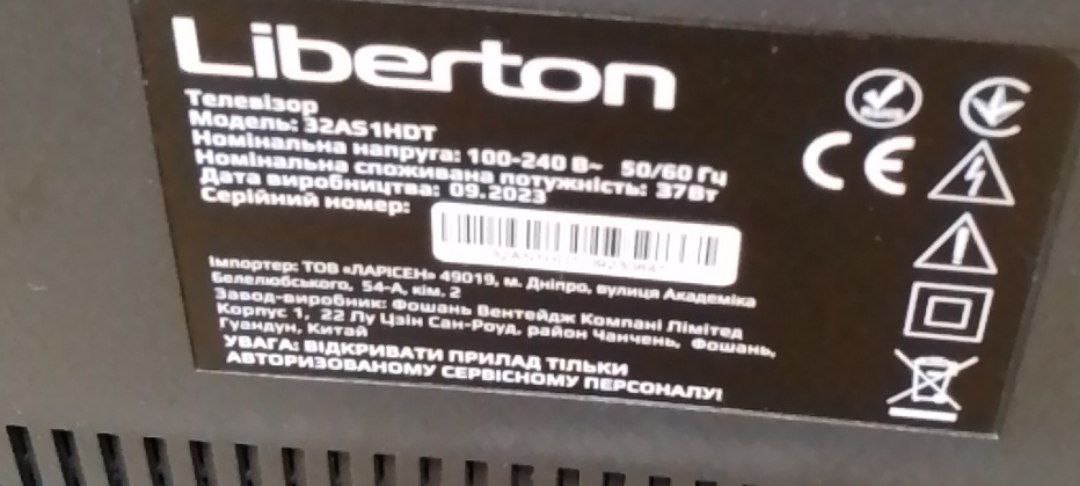 Liberton
Телевізор
Модель: 32AS1HDT
Номінальна напруга: 100-240 В~ 50/60 Гц
Номінальна споживана потужність: 37Вт
Дата виробництва: 09.2023
Серійний номер:
Імпортер: ТОВ «ЛАРІСЕН» 49019, м. Дніпро, вулиця Академіка
Белелюбського, 54-А, кім. 2
Завод-виробник: Фошань Вентейдж Компані Лімітед
Корпус 1, 22 Лу Цзін Сан-Роуд, район Чанчень, Фошань,
Гуандун, Китай
УВАГА: ВІДКРИВАТИ ПРИЛАД ТІЛЬКИ
АВТОРИЗОВАНОМУ СЕРВІСНОМУ ПЕРСОНАЛУ!
CE